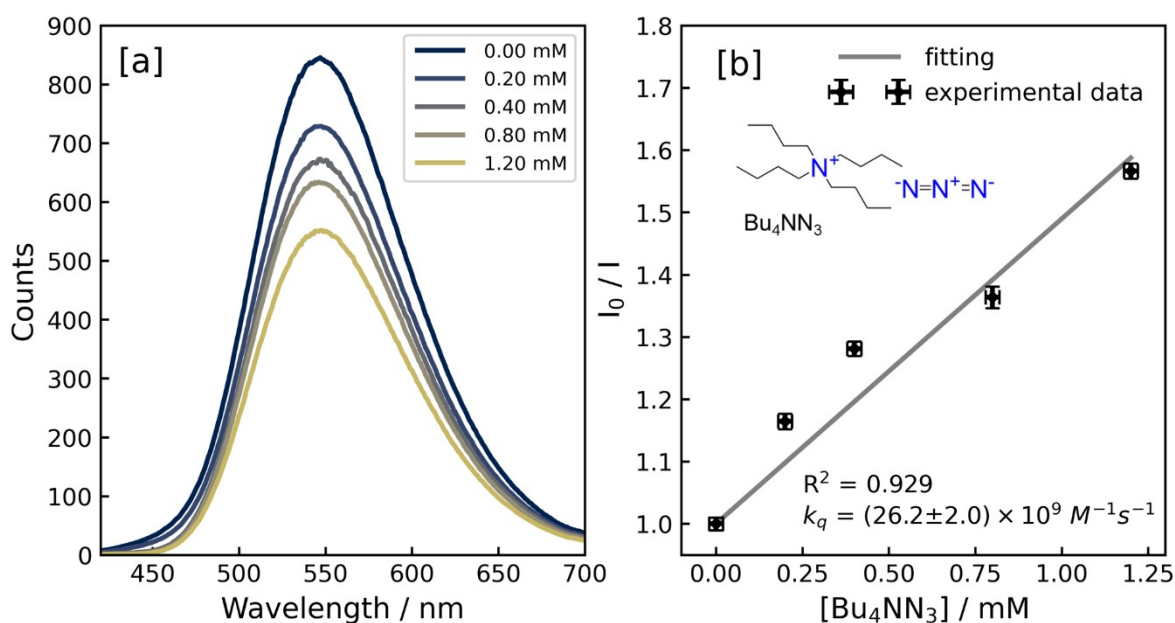 [a]
0.00 mM
0.20 mM
0.40 mM
0.80 mM
1.20 mM
900
800
700
600
500
400
300
200
100
0
Counts
450 500 550 600 650 700
Wavelength / nm
[b]
fitting
experimental data
N⁺
⁻N=N⁺=N⁻
Bu₄NN₃
1.8
1.7
1.6
1.5
1.4
1.3
1.2
1.1
1.0
I₀ / I
R² = 0.929
k_q = (26.2±2.0) × 10⁹ M⁻¹s⁻¹
0.00 0.25 0.50 0.75 1.00 1.25
[Bu₄NN₃] / mM